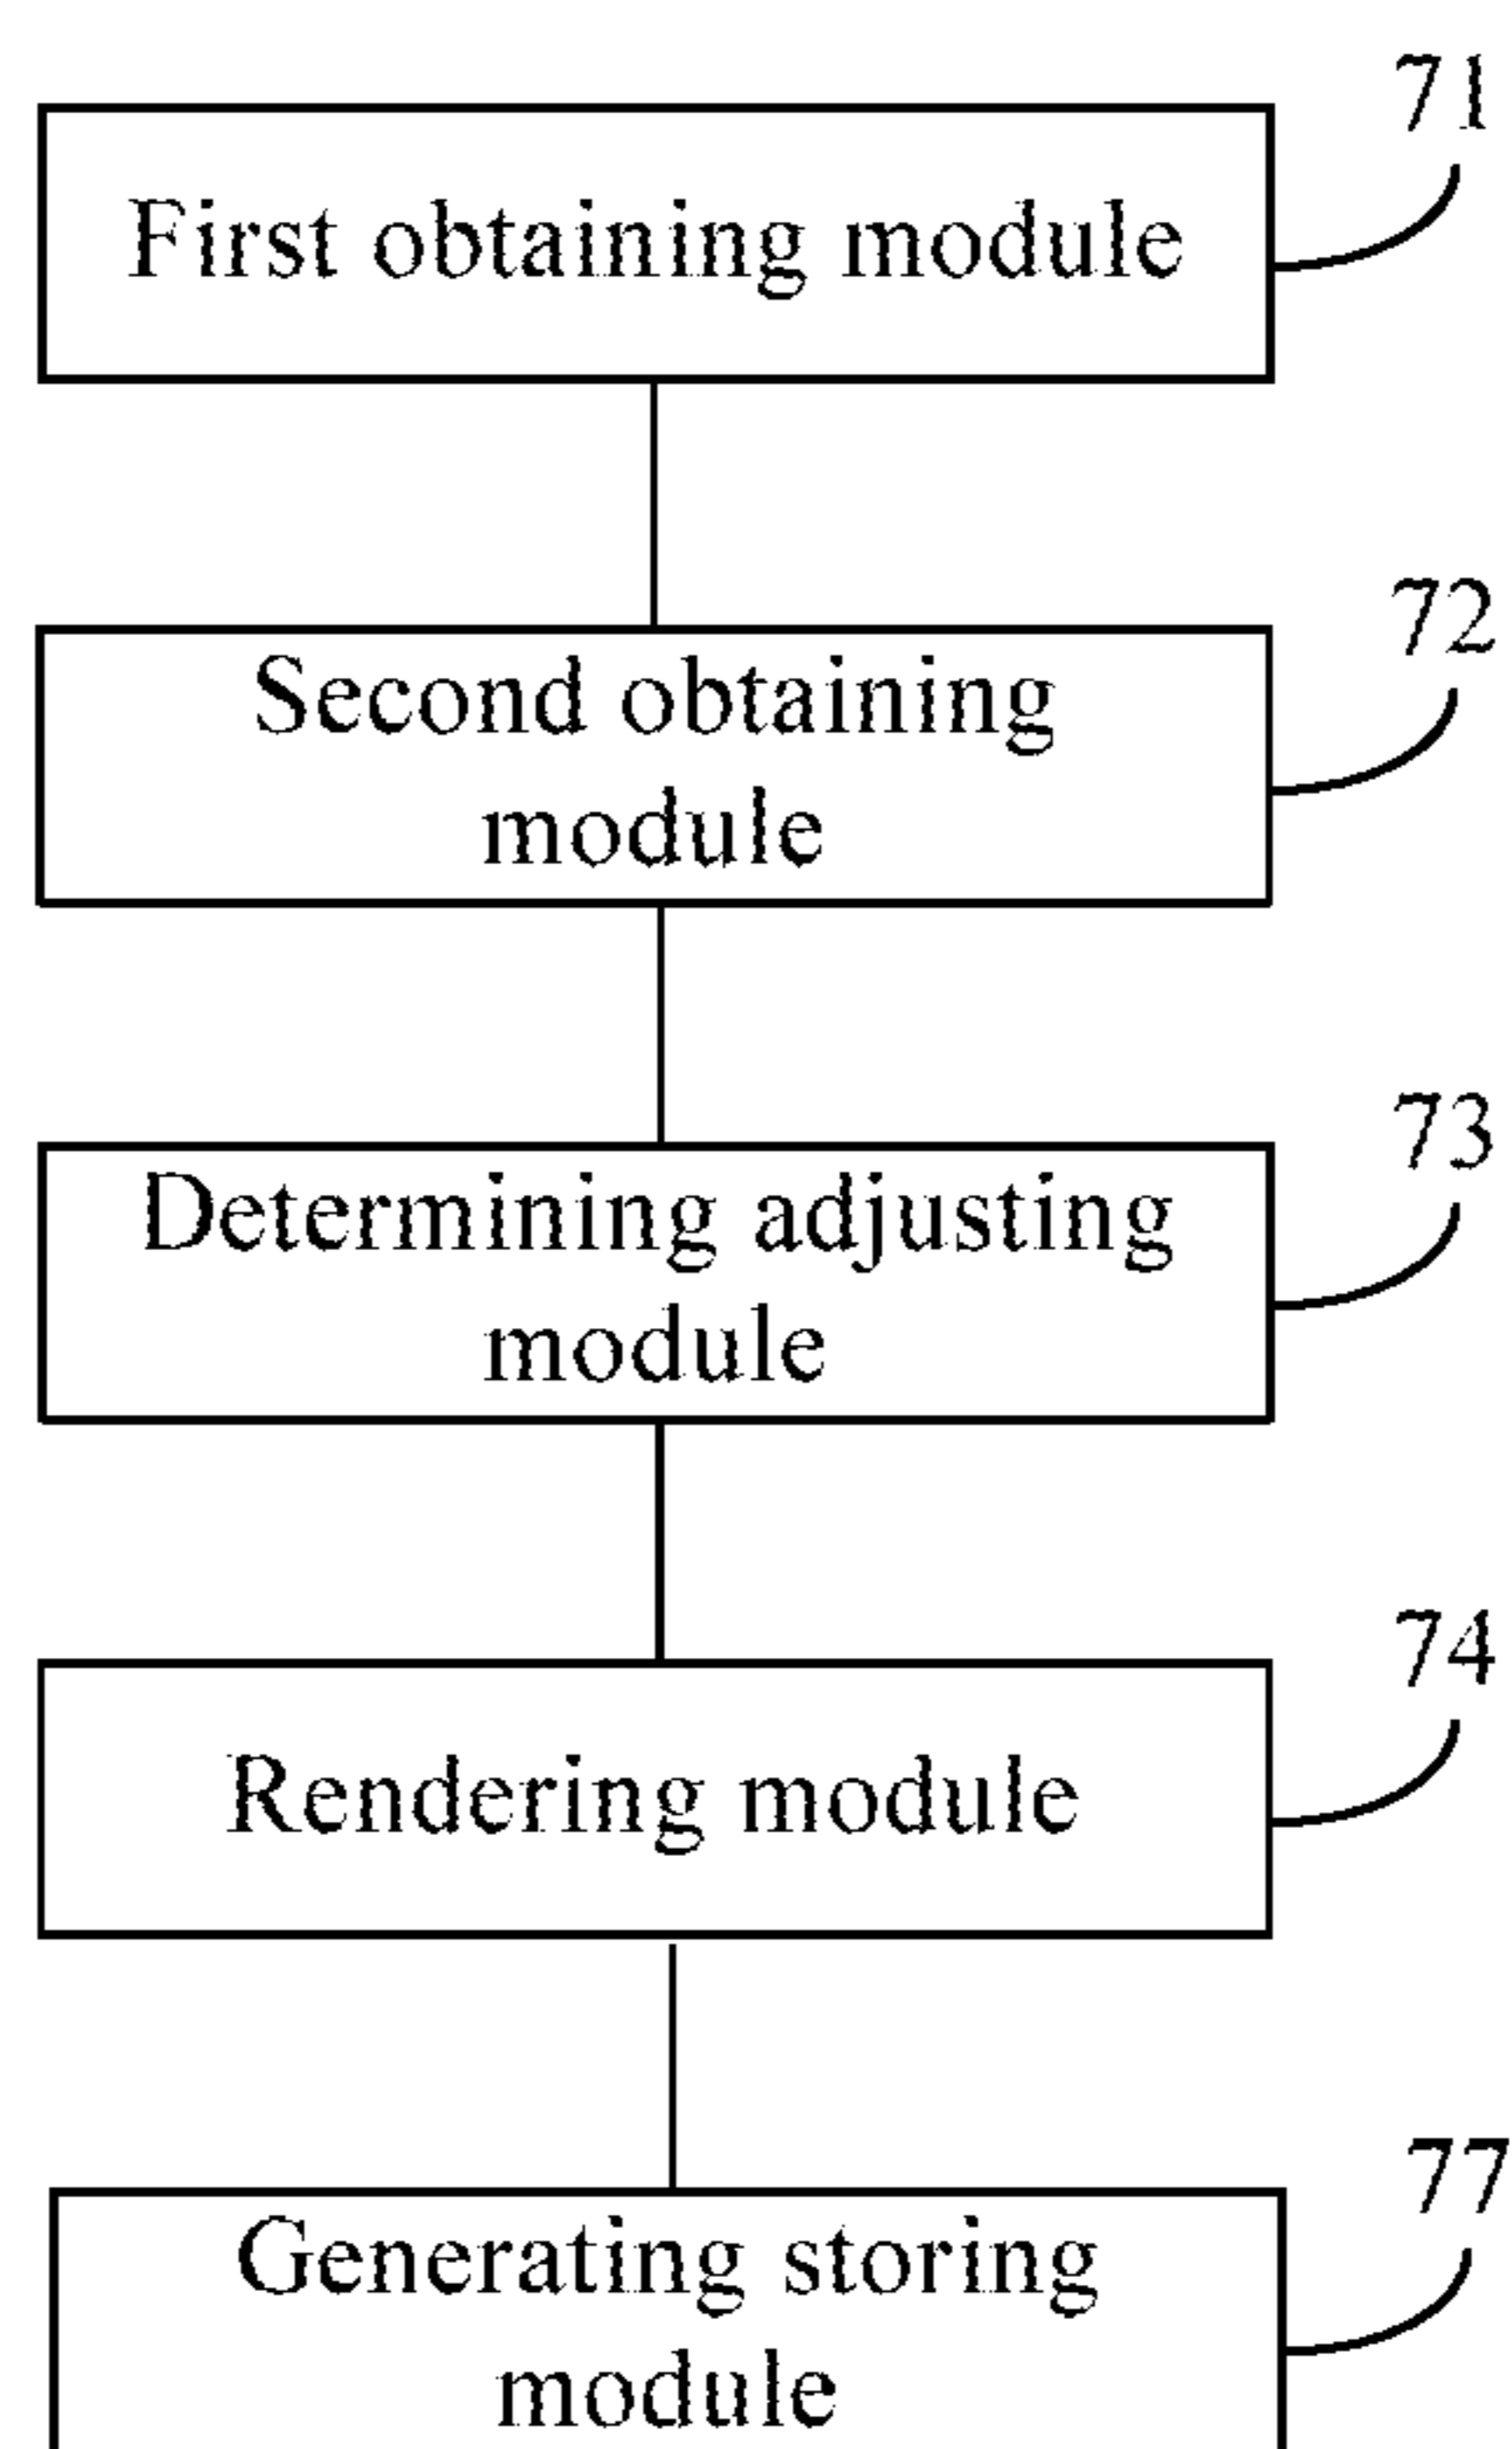 71
First obtaining module
72
Second obtaining
module
73
Determining adjusting
module
74
Rendering module
77
Generating storing
module